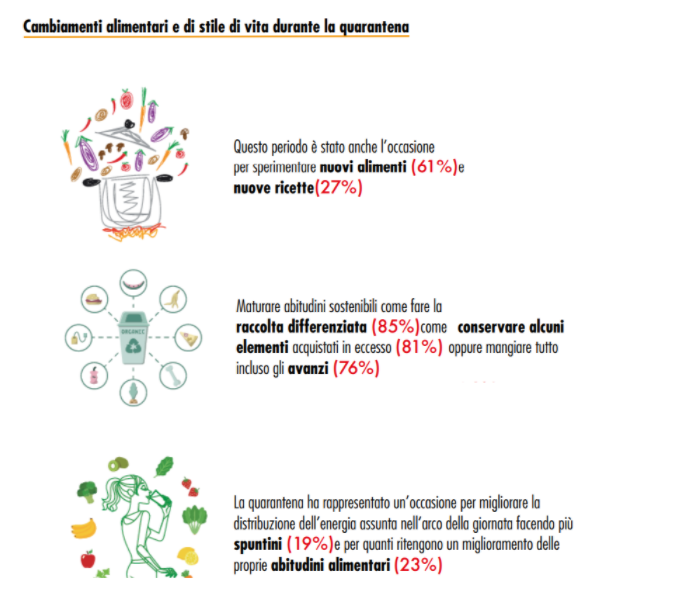 Cambiamenti alimentari e di stile di vita durante la quarantena
Questo periodo è stato anche l'occasione
per sperimentare nuovi alimenti (61%)e
nuove ricette(27%)
ORGANIC
Maturare abitudini sostenibili come fare la
raccolta differenziata (85%)come conservare alcuni
elementi acquistati in eccesso (81%) oppure mangiare tutto
incluso gli avanzi (76%)
La quarantena ha rappresentato un'occasione per migliorare la
distribuzione dell'energia assunta nell'arco della giornata facendo più
spuntini (19%)e per quanti ritengono un miglioramento delle
proprie abitudini alimentari (23%)